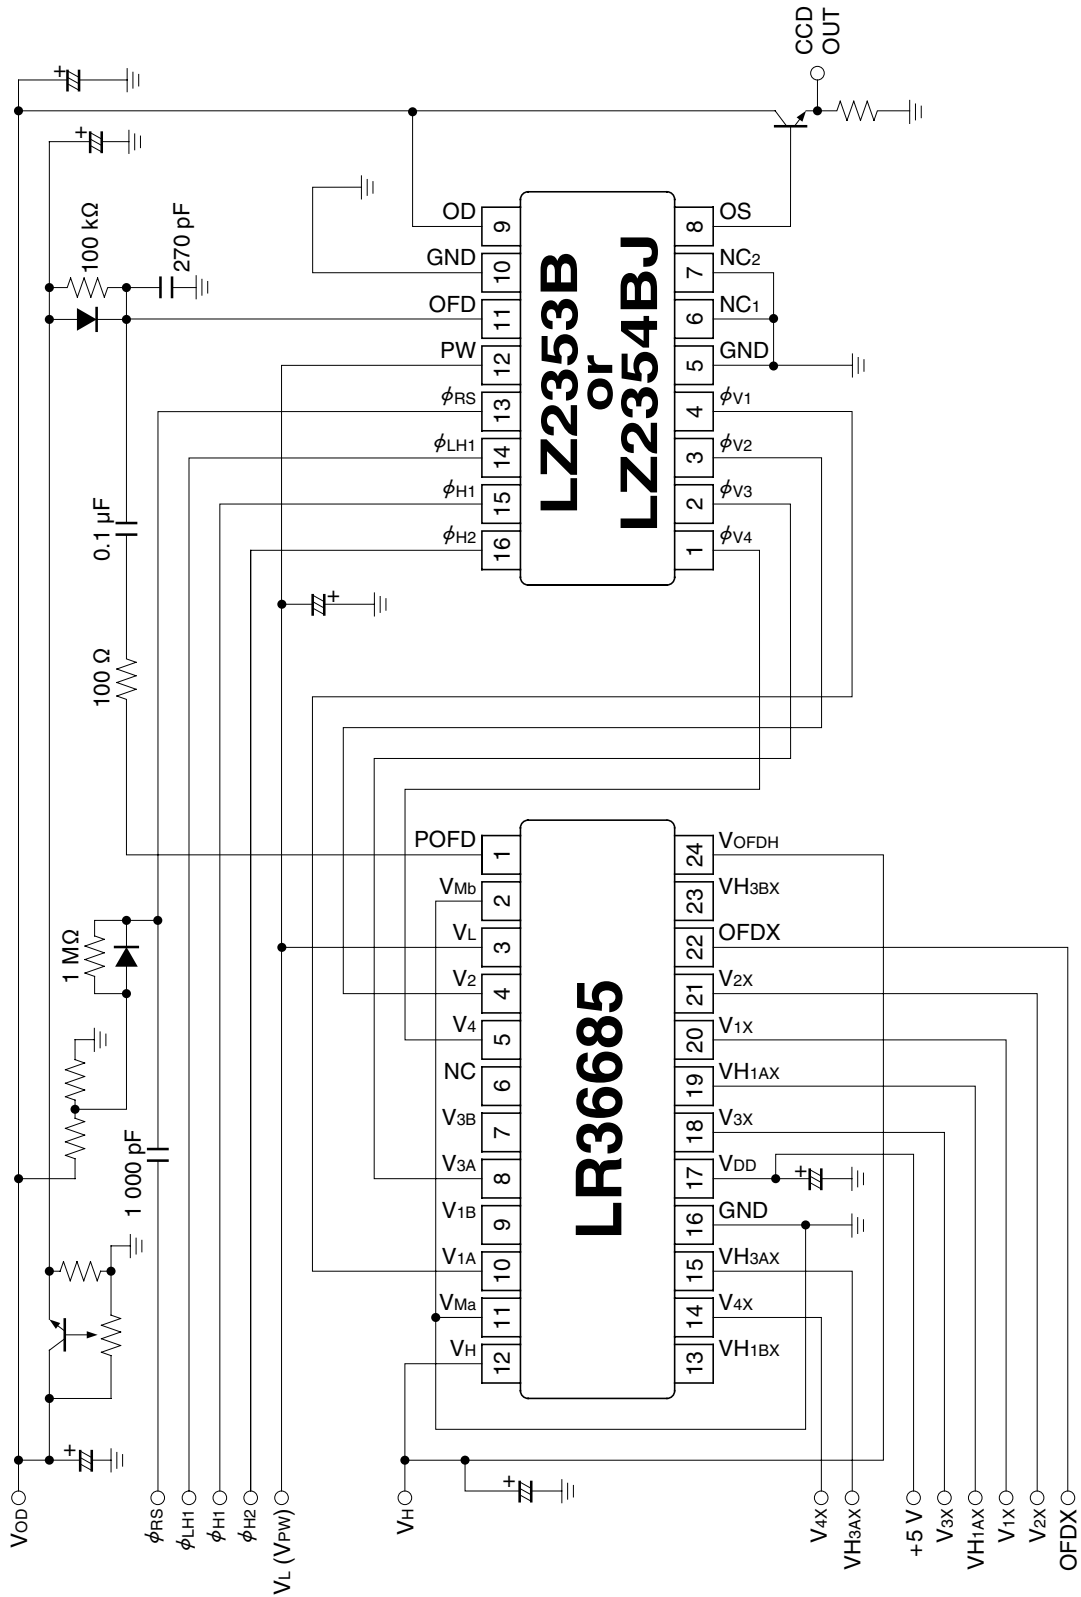 CCD
OUT
100 kΩ
270 pF
0.1 µF
100 Ω
1 MΩ
1 000 pF
OD
GND
OFD
PW
ϕRS
ϕLH1
ϕH1
ϕH2
9
10
11
12
13
14
15
16
LZ2353B
or
LZ2354BJ
8
7
6
5
4
3
2
1
OS
NC2
NC1
GND
ϕV1
ϕV2
ϕV3
ϕV4
POFD
VMb
VL
V2
V4
NC
V3B
V3A
V1B
V1A
VMa
VH
1
2
3
4
5
6
7
8
9
10
11
12
LR36685
24
23
22
21
20
19
18
17
16
15
14
13
VOFDH
VH3BX
OFDX
V2X
V1X
VH1AX
V3X
VDD
GND
VH3AX
V4X
VH1BX
VOD
ϕRS
ϕLH1
ϕH1
ϕH2
VL (VPW)
VH
V4X
VH3AX
+5 V
V3X
VH1AX
V1X
V2X
OFDX
+
+
+
+
+
+